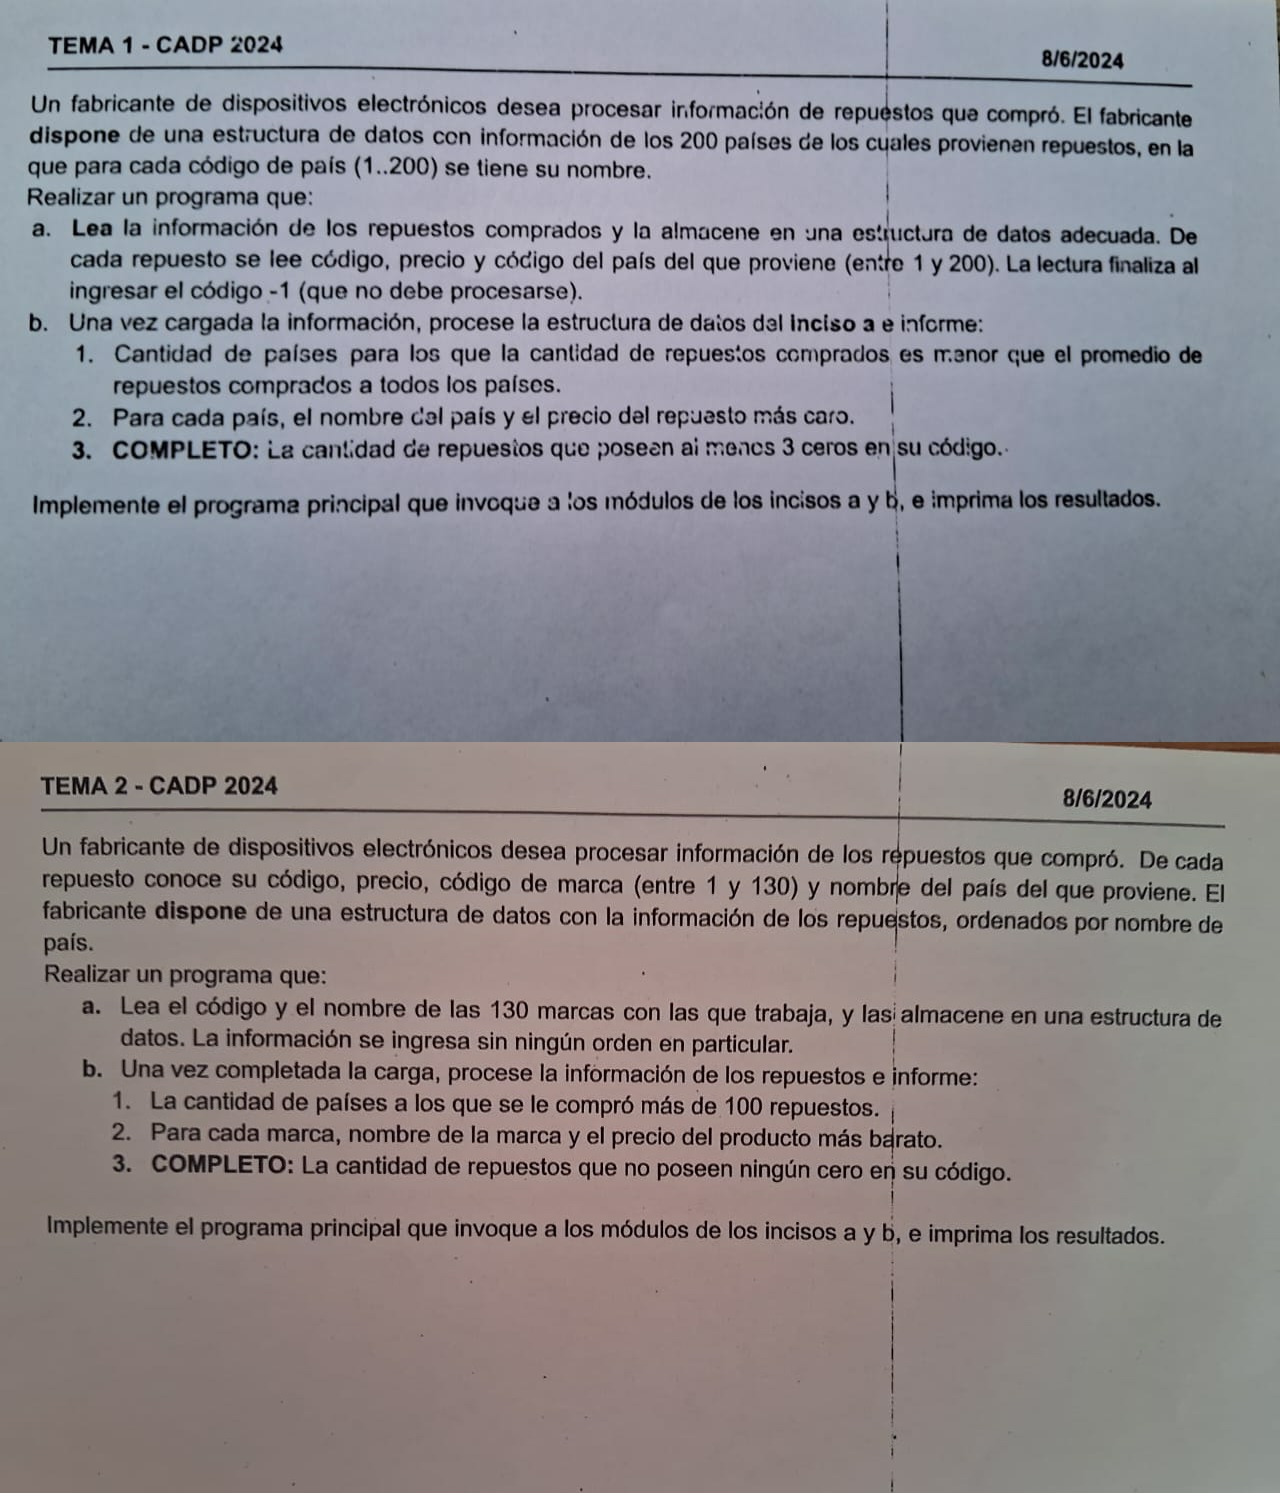 TEMA 1 - CADP 2024
8/6/2024
Un fabricante de dispositivos electrónicos desea procesar información de repuestos que compró. El fabricante
dispone de una estructura de datos con información de los 200 países de los cuales provienen repuestos, en la
que para cada código de país (1..200) se tiene su nombre.
Realizar un programa que:
a. Lea la información de los repuestos comprados y la almacene en una estructura de datos adecuada. De
cada repuesto se lee código, precio y código del país del que proviene (entre 1 y 200). La lectura finaliza al
ingresar el código -1 (que no debe procesarse).
b. Una vez cargada la información, procese la estructura de datos del inciso a e informe:
1. Cantidad de países para los que la cantidad de repuestos comprados es menor que el promedio de
repuestos comprados a todos los países.
2. Para cada país, el nombre del país y el precio del repuesto más caro.
3. COMPLETO: La cantidad de repuestos que poseen al menos 3 ceros en su código.
Implemente el programa principal que invoque a los módulos de los incisos a y b, e imprima los resultados.
TEMA 2 - CADP 2024
8/6/2024
Un fabricante de dispositivos electrónicos desea procesar información de los repuestos que compró. De cada
repuesto conoce su código, precio, código de marca (entre 1 y 130) y nombre del país del que proviene. El
fabricante dispone de una estructura de datos con la información de los repuestos, ordenados por nombre de
país.
Realizar un programa que:
a. Lea el código y el nombre de las 130 marcas con las que trabaja, y las almacene en una estructura de
datos. La información se ingresa sin ningún orden en particular.
b. Una vez completada la carga, procese la información de los repuestos e informe:
1. La cantidad de países a los que se le compró más de 100 repuestos.
2. Para cada marca, nombre de la marca y el precio del producto más barato.
3. COMPLETO: La cantidad de repuestos que no poseen ningún cero en su código.
Implemente el programa principal que invoque a los módulos de los incisos a y b, e imprima los resultados.